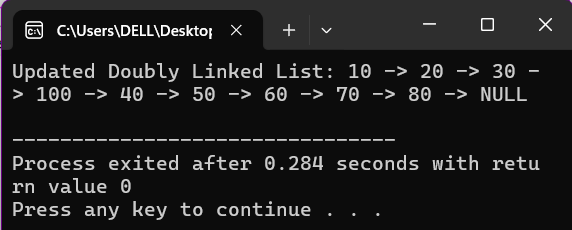 C:\Users\DELL\Desktop
Updated Doubly Linked List: 10 -> 20 -> 30 -
> 100 -> 40 -> 50 -> 60 -> 70 -> 80 -> NULL
--------------------------------
Process exited after 0.284 seconds with retu
rn value 0
Press any key to continue . . .